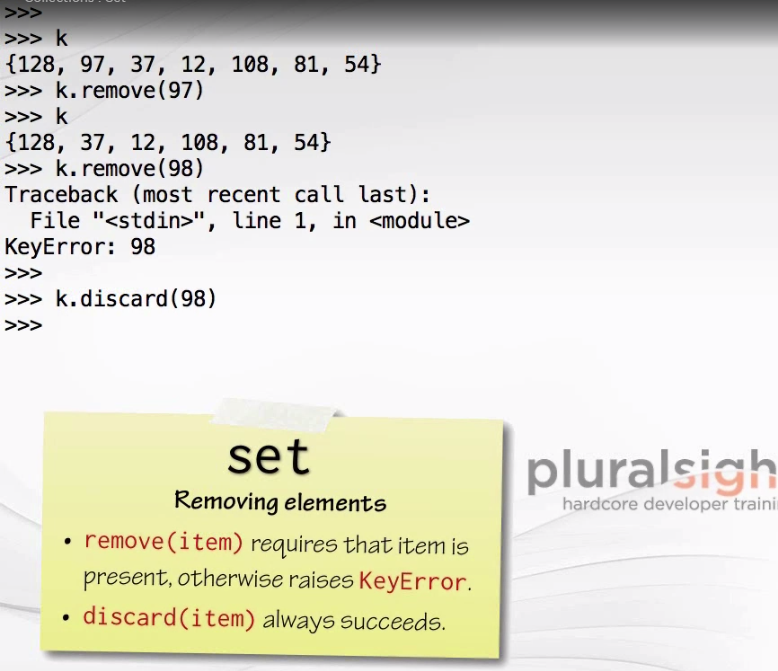 >>>
>>> k
{128, 97, 37, 12, 108, 81, 54}
>>> k.remove(97)
>>> k
{128, 37, 12, 108, 81, 54}
>>> k.remove(98)
Traceback (most recent call last):
  File "<stdin>", line 1, in <module>
KeyError: 98
>>>
>>> k.discard(98)
>>>
set
Removing elements
• remove(item) requires that item is
present, otherwise raises KeyError.
• discard(item) always succeeds.
pluralsigh
hardcore developer traini